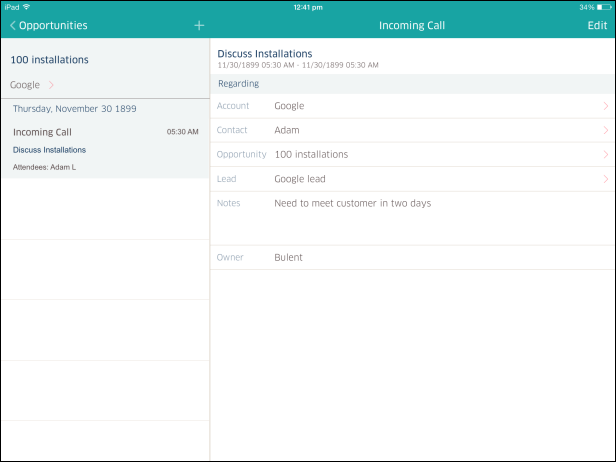 iPad 12:41 pm 34%
Opportunities + Incoming Call Edit
100 installations
Google
Thursday, November 30 1899
Incoming Call 05:30 AM
Discuss Installations
Attendees: Adam L
Discuss Installations
11/30/1899 05:30 AM - 11/30/1899 05:30 AM
Regarding
Account Google
Contact Adam
Opportunity 100 installations
Lead Google lead
Notes Need to meet customer in two days
Owner Bulent